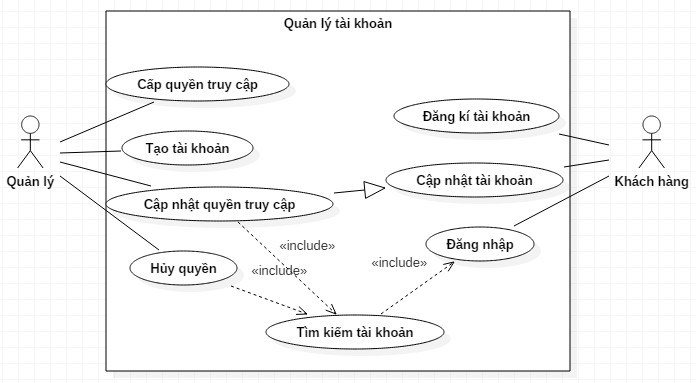 Quản lý tài khoản
Cấp quyền truy cập
Đăng kí tài khoản
Tạo tài khoản
Quản lý
Khách hàng
Cập nhật tài khoản
Cập nhật quyền truy cập
Đăng nhập
«include»
«include»
«include»
Hủy quyền
Tìm kiếm tài khoản